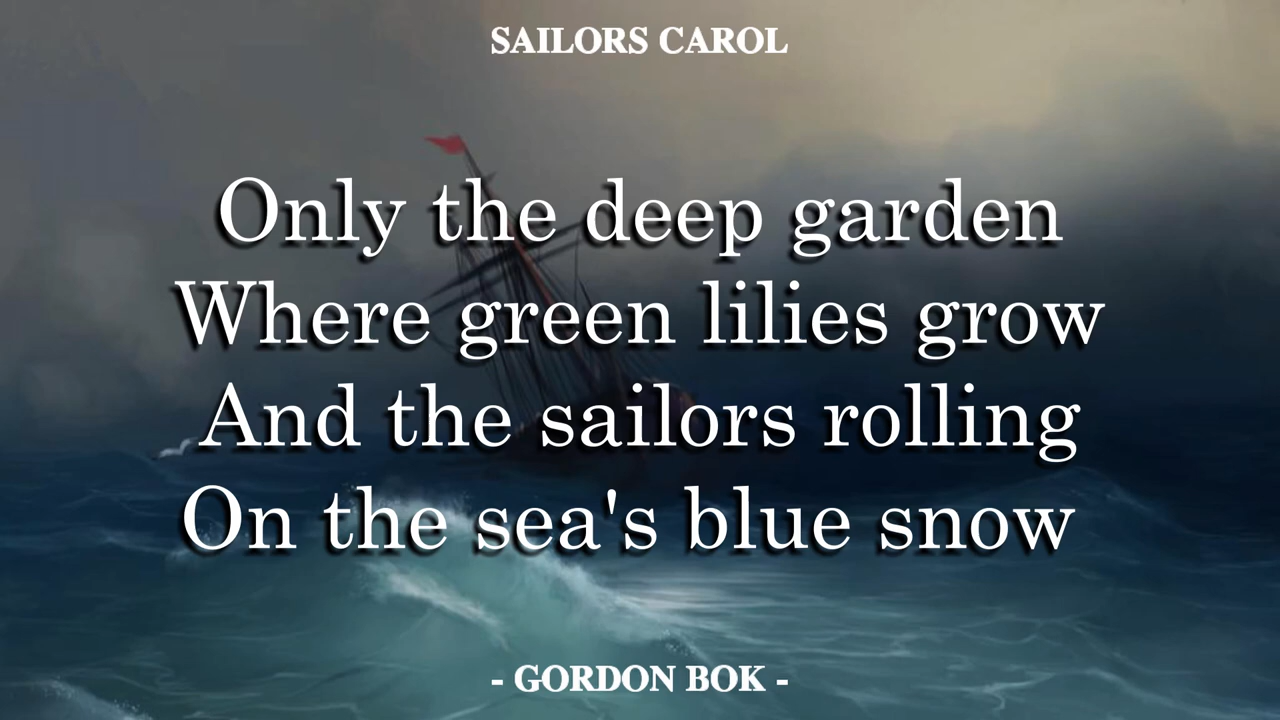 SAILORS CAROL
Only the deep garden
Where green lilies grow
And the sailors rolling
On the sea's blue snow
- GORDON BOK -